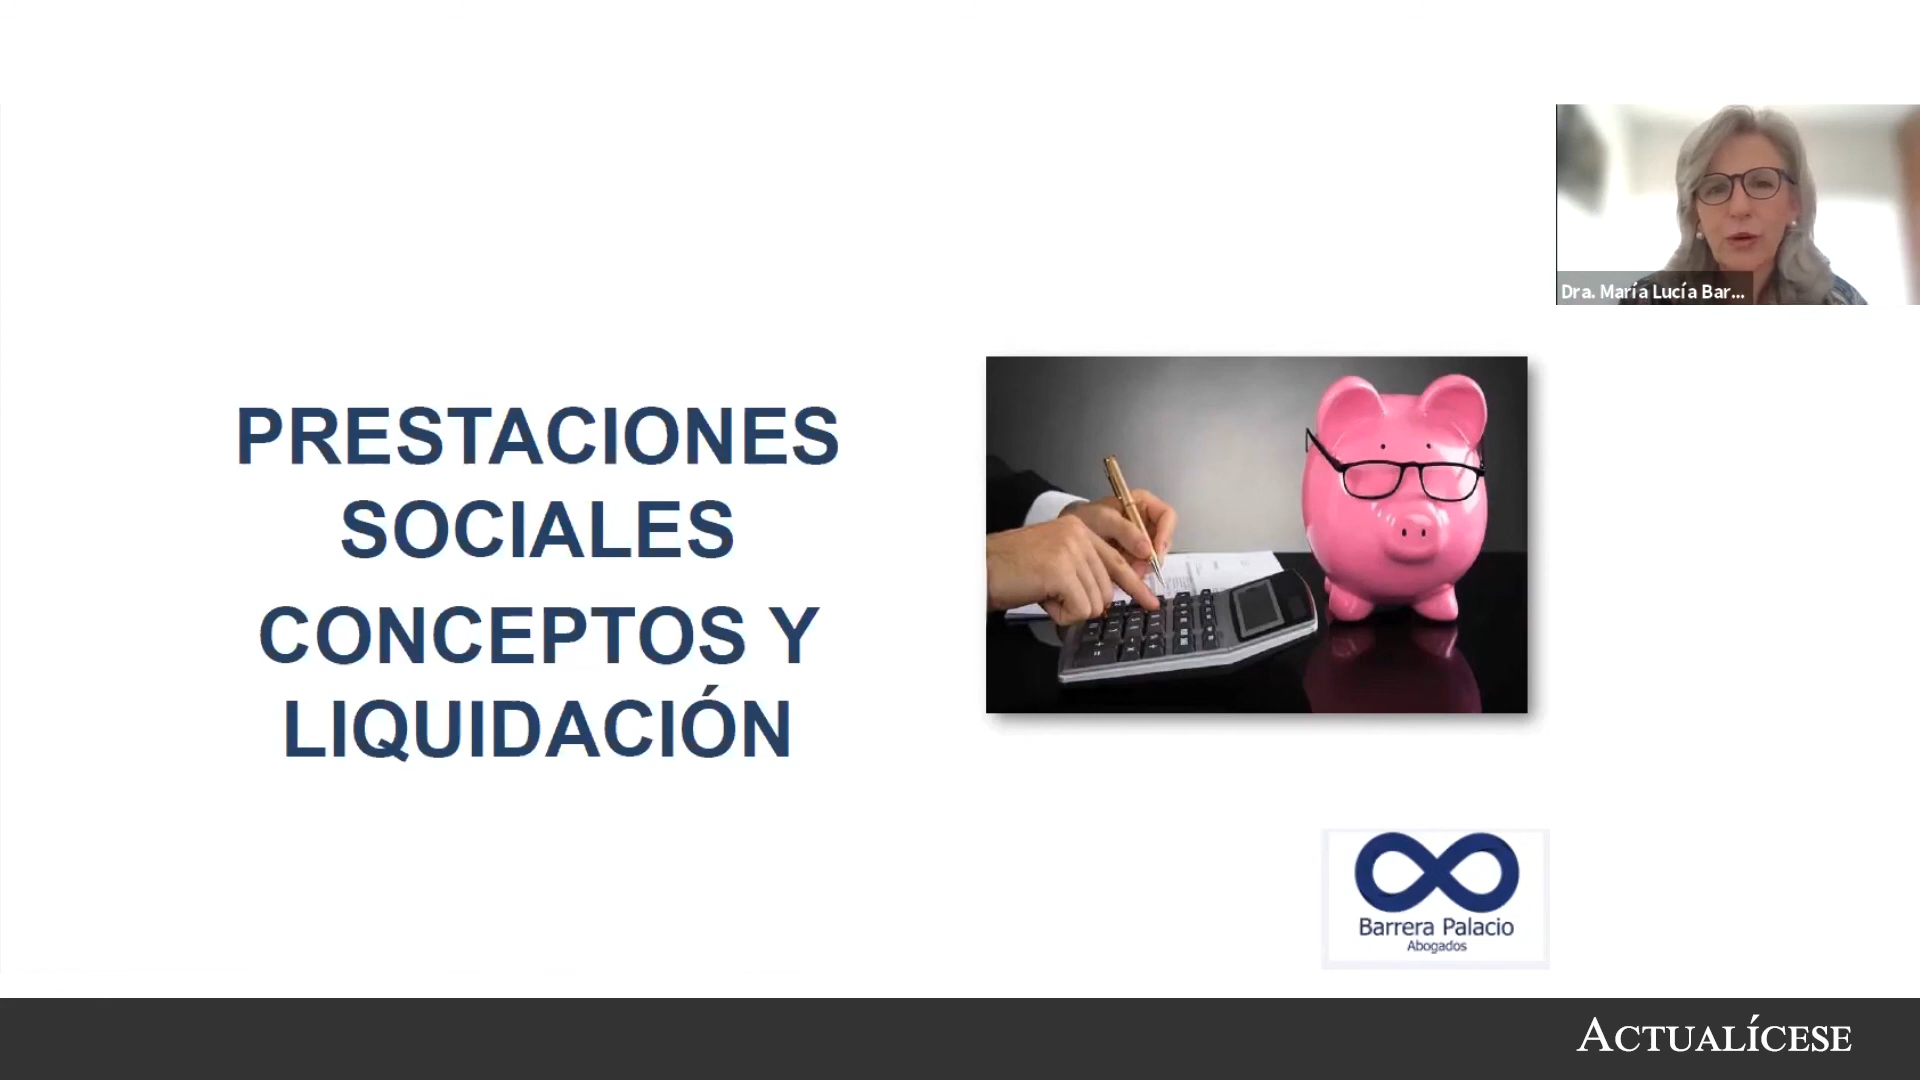 Dra. María Lucía Bar...
PRESTACIONES
SOCIALES
CONCEPTOS Y
LIQUIDACIÓN
Barrera Palacio
Abogados
ACTUALÍCESE